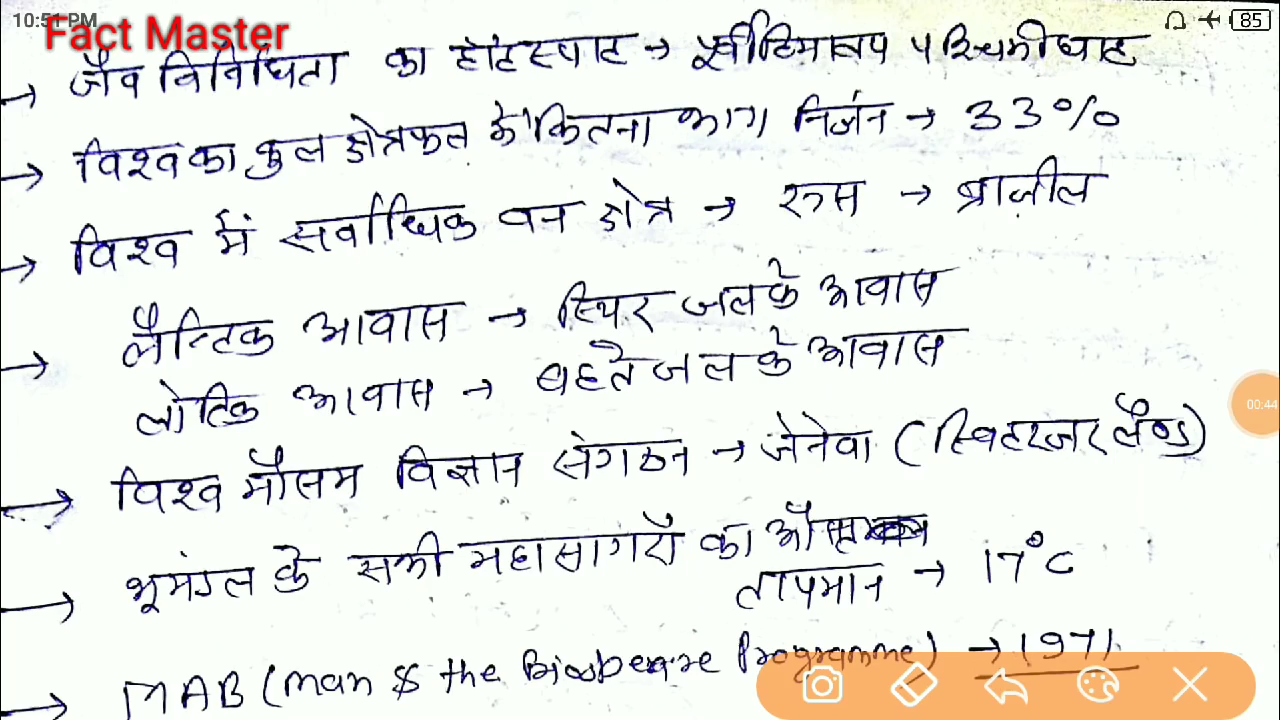 10:51 PM
85
Fact Master
→ जैव विविधिता का हॉटस्पाट → पूर्वी हिमालय पश्चिमी घाट
→ विश्व का कुल क्षेत्रफल के कितना भाग निर्जन → 33%
→ विश्व में सर्वाधिक वन क्षेत्र → रूस → ब्राज़ील
→ लैन्टिक आवास → स्थिर जल के आवास
लोटिक आवास → बहते जल के आवास
→ विश्व मौसम विज्ञान संगठन → जेनेवा (स्विटरजरलैण्ड)
→ भूमंडल के सभी महासागरों का औसत
तापमान → 17°C
→ MAB (Man & the Biosphere Programme) → 1971.
00:44